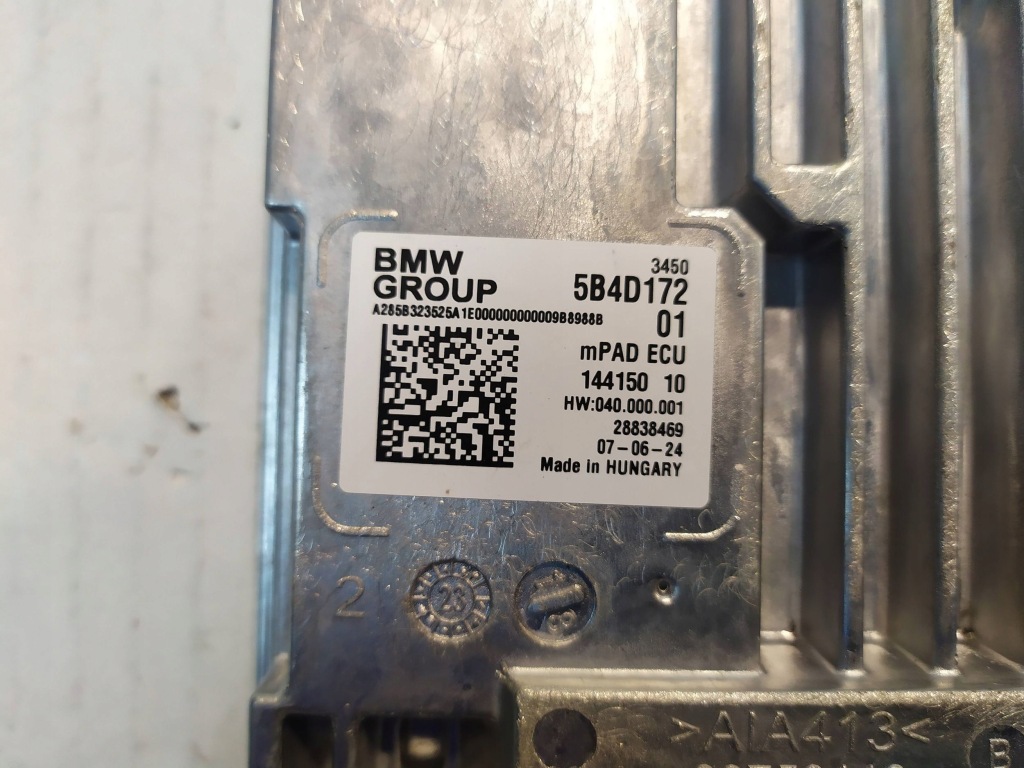 BMW
GROUP
3450
5B4D172
A285B323525A1E000000000009B8988B
01
mPAD ECU
144150 10
HW:040.000.001
28838469
07-06-24
Made in HUNGARY
2
23
>AIA413<
B